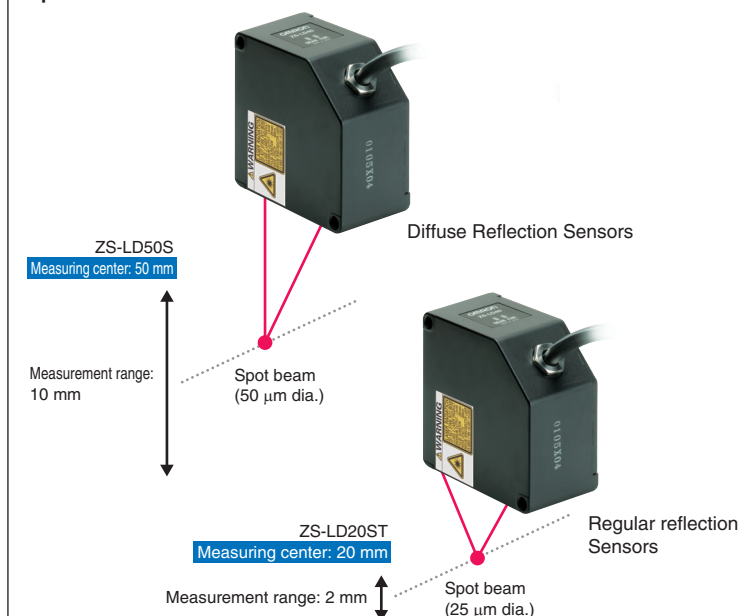 OMRON
WARNING
0105X04
Diffuse Reflection Sensors
ZS-LD50S
Measuring center: 50 mm
Measurement range:
10 mm
Spot beam
(50 µm dia.)
OMRON
WARNING
0105X04
Regular reflection
Sensors
ZS-LD20ST
Measuring center: 20 mm
Measurement range: 2 mm
Spot beam
(25 µm dia.)